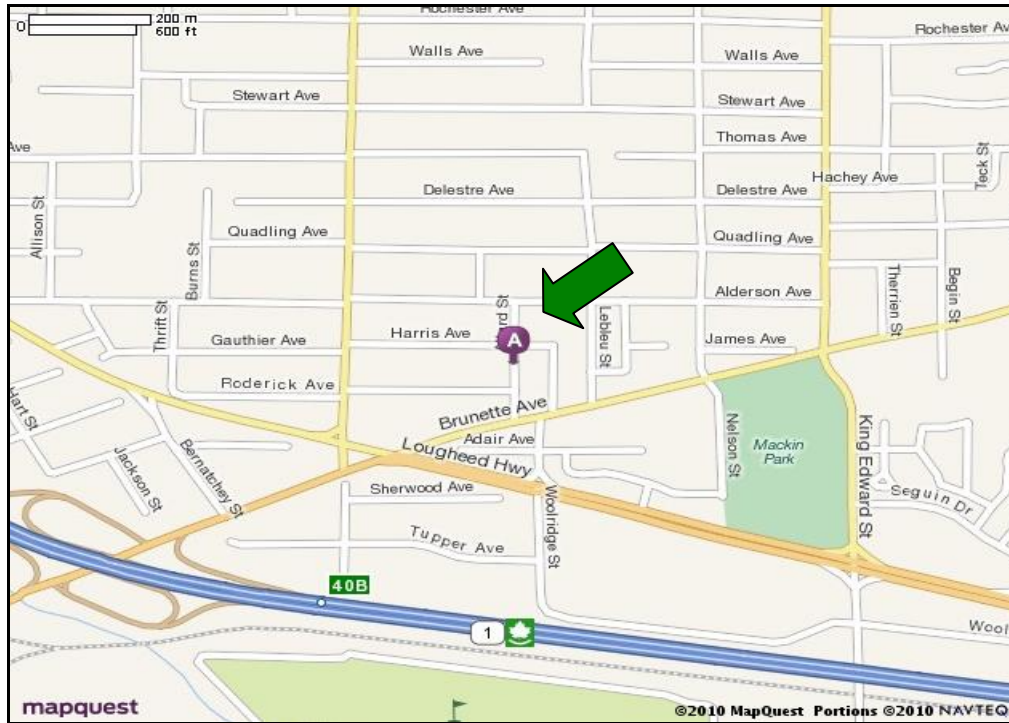 0
200 m
600 ft
Rochester Ave
Rochester Av
Walls Ave
Walls Ave
Stewart Ave
Stewart Ave
Thomas Ave
Ave
Teck St
Hachey Ave
Delestre Ave
Delestre Ave
Allison St
Burns St
Quadling Ave
Quadling Ave
Therrien St
Begin St
Alderson Ave
Thrift St
Gauthier Ave
Harris Ave
A
Lebleu St
James Ave
Roderick Ave
Hart St
Brunette Ave
Adair Ave
Lougheed Hwy
Jackson St
Bernatchey St
Nelson St
Mackin
Park
King Edward St
Sherwood Ave
Seguin Dr
Woolridge St
Tupper Ave
40B
1
Wool
mapquest
©2010 MapQuest Portions ©2010 NAVTEQ